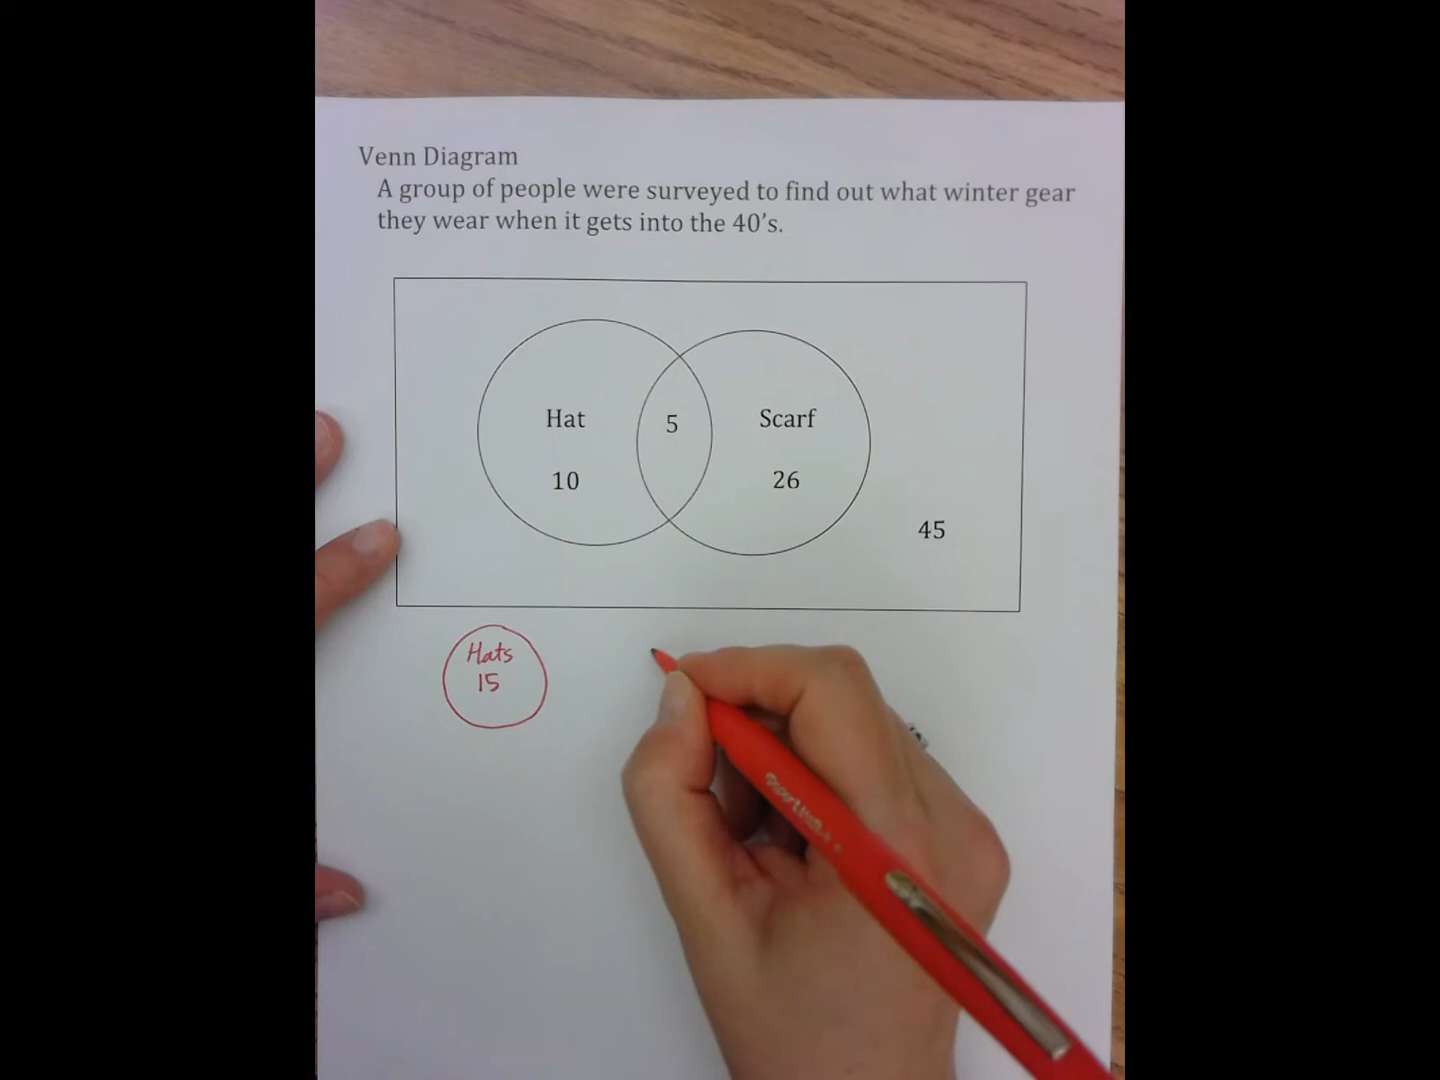 Venn Diagram
A group of people were surveyed to find out what winter gear
they wear when it gets into the 40's.
Hat
5
Scarf
10
26
45
Hats
15